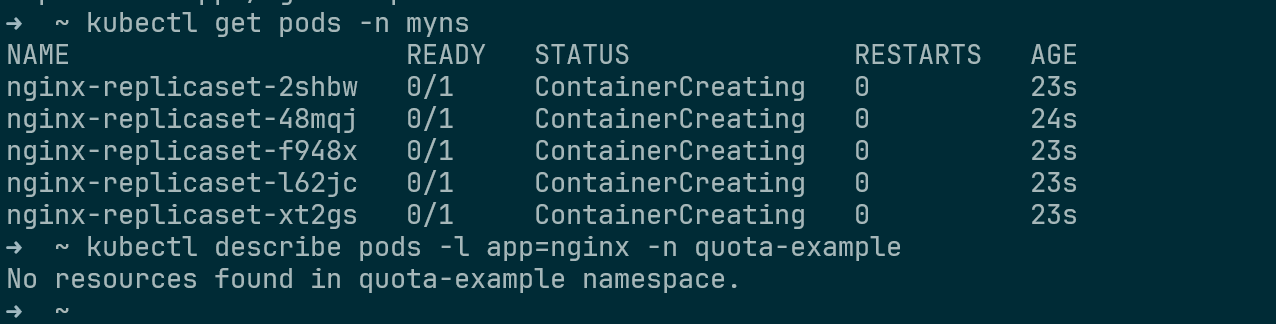 ➜  ~ kubectl get pods -n myns
NAME                     READY   STATUS              RESTARTS   AGE
nginx-replicaset-2shbw   0/1     ContainerCreating   0          23s
nginx-replicaset-48mqj   0/1     ContainerCreating   0          24s
nginx-replicaset-f948x   0/1     ContainerCreating   0          23s
nginx-replicaset-l62jc   0/1     ContainerCreating   0          23s
nginx-replicaset-xt2gs   0/1     ContainerCreating   0          23s
➜  ~ kubectl describe pods -l app=nginx -n quota-example
No resources found in quota-example namespace.
➜  ~